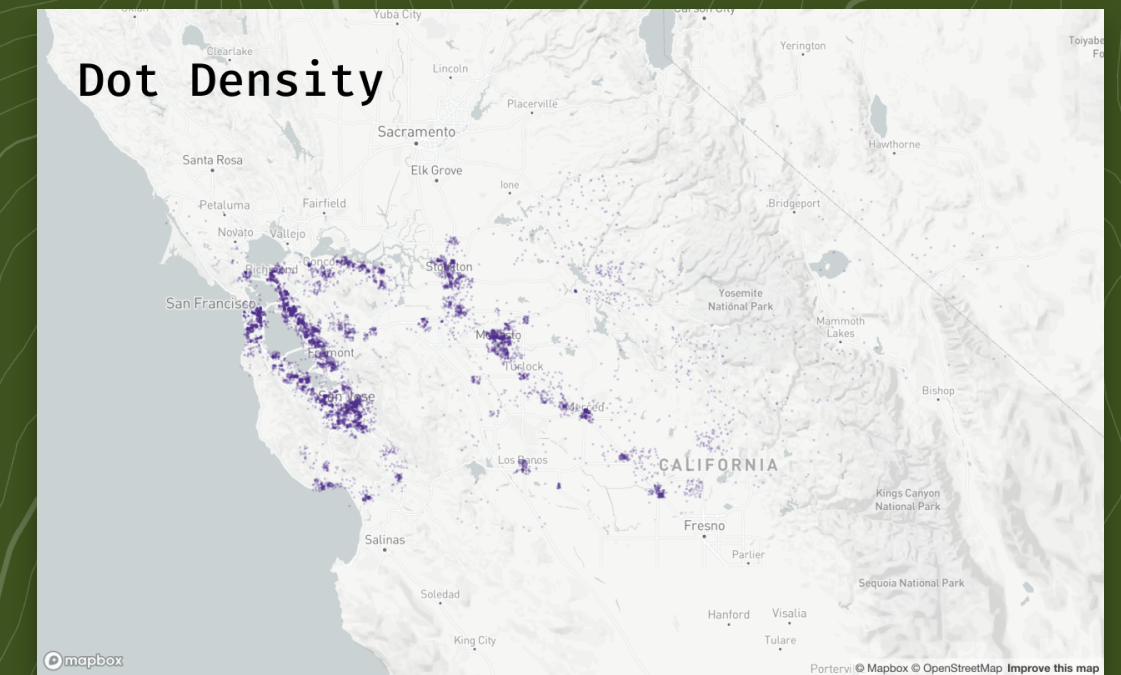 Carson City
Yuba City
Toiyabe
Yerington
Clearlake
Dot Density
Lincoln
Placerville
Sacramento
Hawthorne
Santa Rosa
Elk Grove
Ione
Petaluma
Fairfield
Bridgeport
Novato
Vallejo
Richmond
Stockton
San Francisco
Yosemite
National Park
Mammoth
Lakes
Modesto
Fremont
Turlock
Bishop
San Jose
Merced
Los Banos
CALIFORNIA
Kings Canyon
National Park
Fresno
Salinas
Parlier
Sequoia National Park
Soledad
Hanford
Visalia
King City
Tulare
mapbox
© Mapbox © OpenStreetMap Improve this map